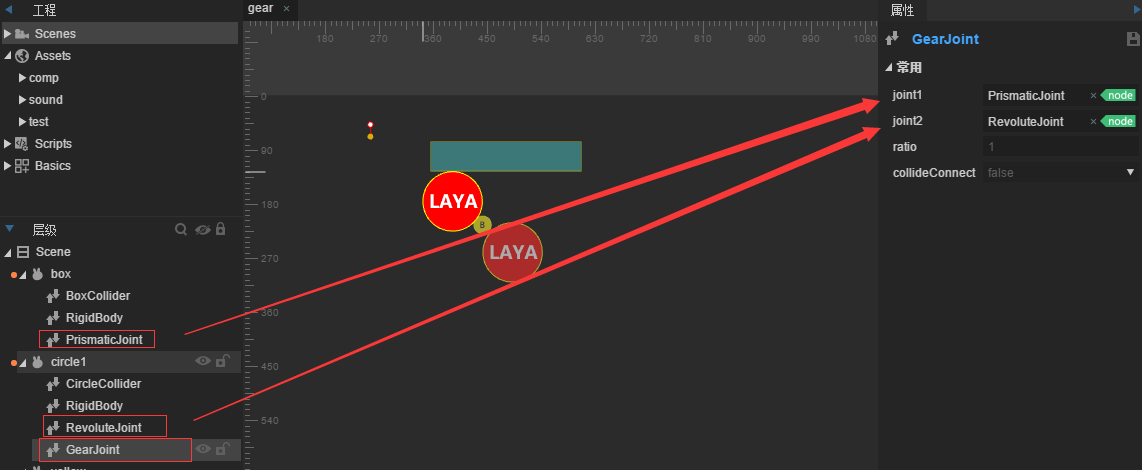 工程
Scenes
Assets
comp
sound
test
Scripts
Basics
层级
Scene
box
BoxCollider
RigidBody
PrismaticJoint
circle1
CircleCollider
RigidBody
RevoluteJoint
GearJoint
gear ×
180 270 360 450 540 630 720 810 900 990 1080
0
90
180
270
360
450
540
LAYA
B
LAYA
属性
GearJoint
常用
joint1 PrismaticJoint × node
joint2 RevoluteJoint × node
ratio 1
collideConnect false